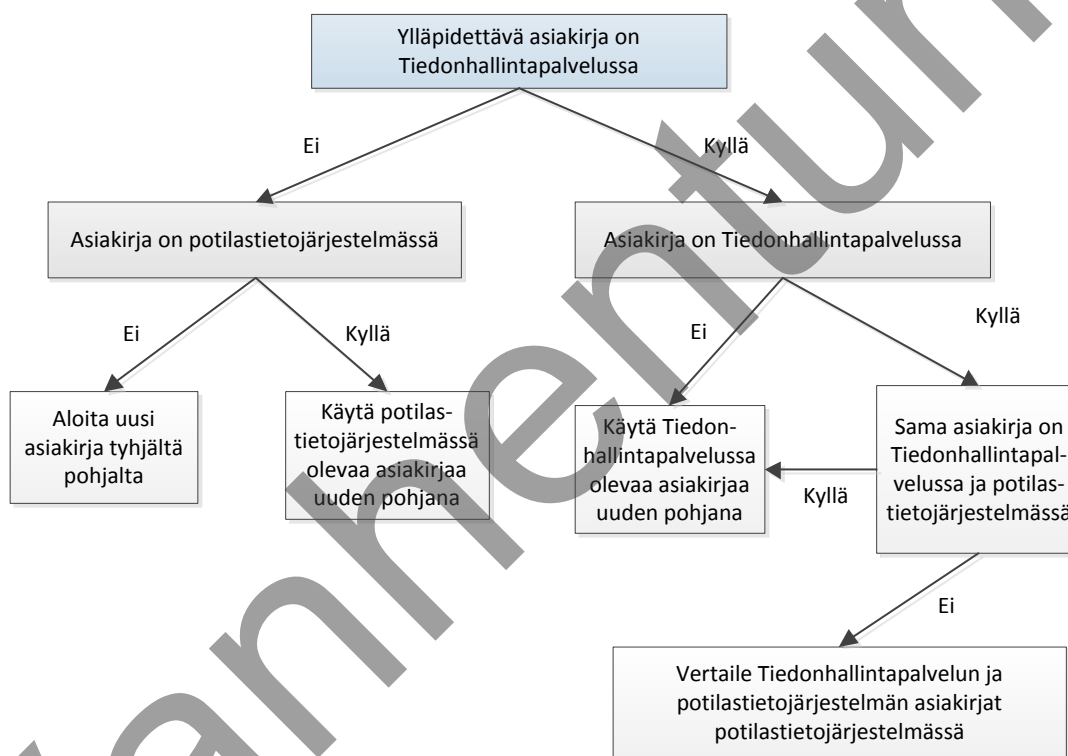 Ylläpidettävä asiakirja on
Tiedonhallintapalvelussa
Ei
Kyllä
Asiakirja on potilastietojärjestelmässä
Asiakirja on Tiedonhallintapalvelussa
Ei
Kyllä
Ei
Kyllä
Aloita uusi
asiakirja tyhjältä
pohjalta
Käytä potilas-
tietojärjestelmässä
olevaa asiakirjaa
uuden pohjana
Käytä Tiedon-
hallintapalvelussa
olevaa asiakirjaa
uuden pohjana
Kyllä
Sama asiakirja on
Tiedonhallintapal-
velussa ja potilas-
tietojärjestelmässä
Ei
Vertaile Tiedonhallintapalvelun ja
potilastietojärjestelmän asiakirjat
potilastietojärjestelmässä